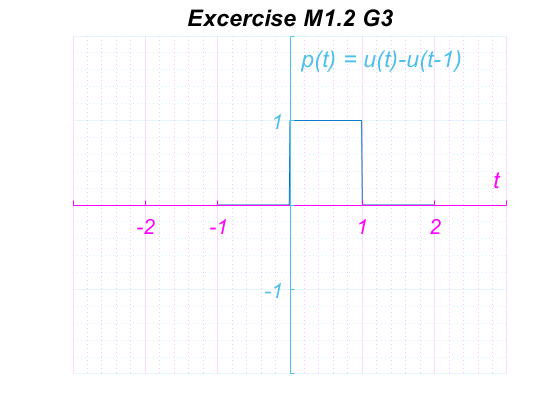 Excercise M1.2 G3
p(t) = u(t)-u(t-1)
1
t
-2 -1 1 2
-1